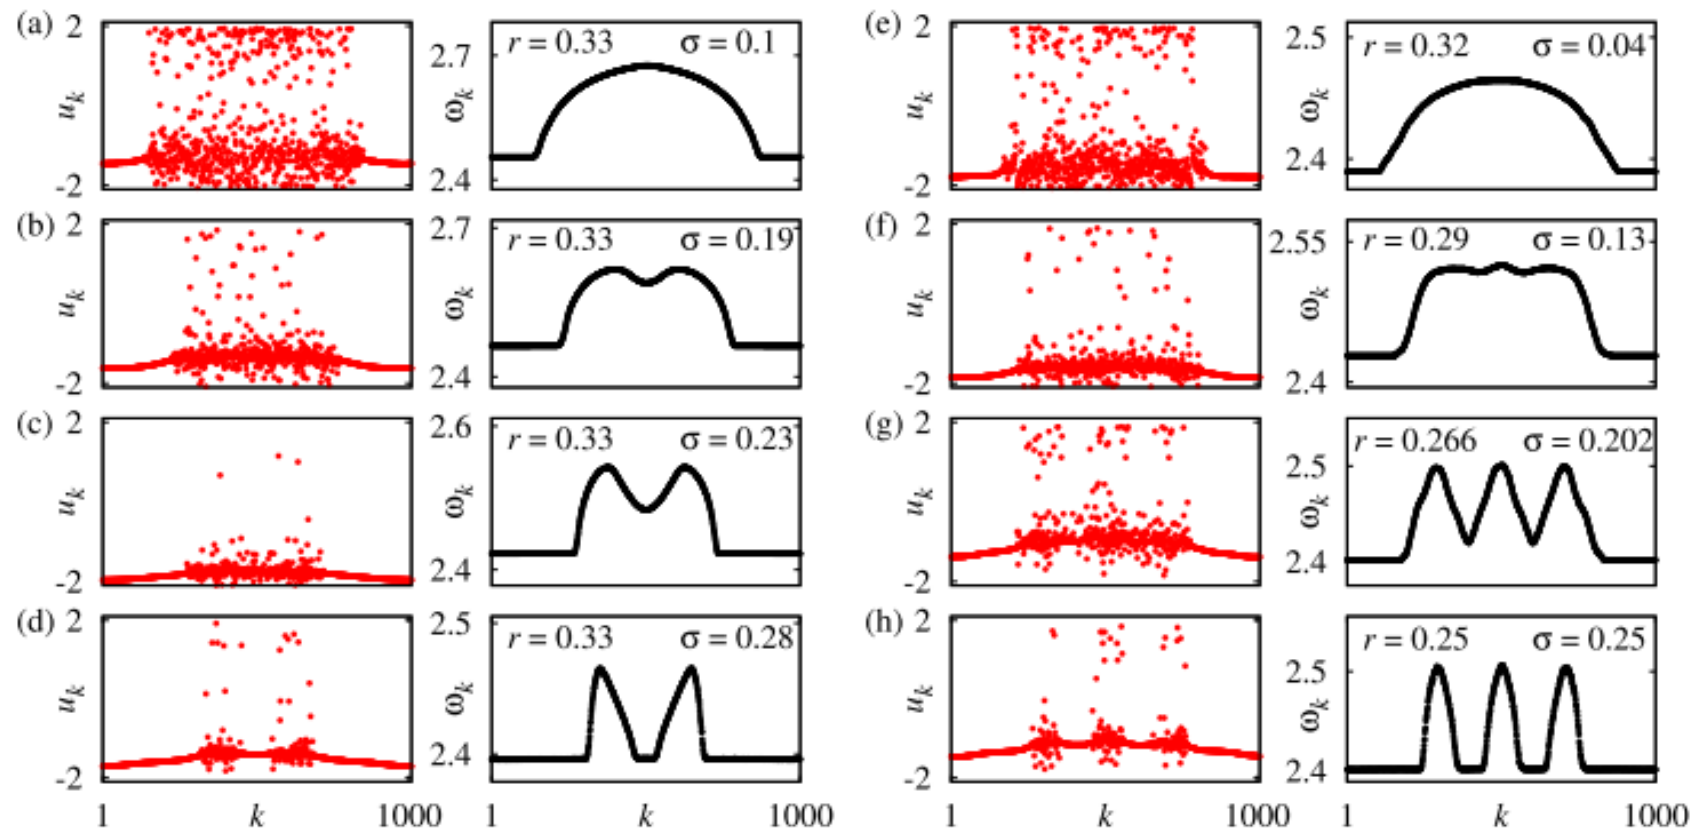 (a) 2 u_k -2 2.7 ω_k 2.4 r = 0.33 σ = 0.1
(e) 2 u_k -2 2.5 ω_k 2.4 r = 0.32 σ = 0.04
(b) 2 u_k -2 2.7 ω_k 2.4 r = 0.33 σ = 0.19
(f) 2 u_k -2 2.55 ω_k 2.4 r = 0.29 σ = 0.13
(c) 2 u_k -2 2.6 ω_k 2.4 r = 0.33 σ = 0.23
(g) 2 u_k -2 2.5 ω_k 2.4 r = 0.266 σ = 0.202
(d) 2 u_k -2 2.5 ω_k 2.4 r = 0.33 σ = 0.28
(h) 2 u_k -2 2.5 ω_k 2.4 r = 0.25 σ = 0.25
1 k 1000 1 k 1000 1 k 1000 1 k 1000